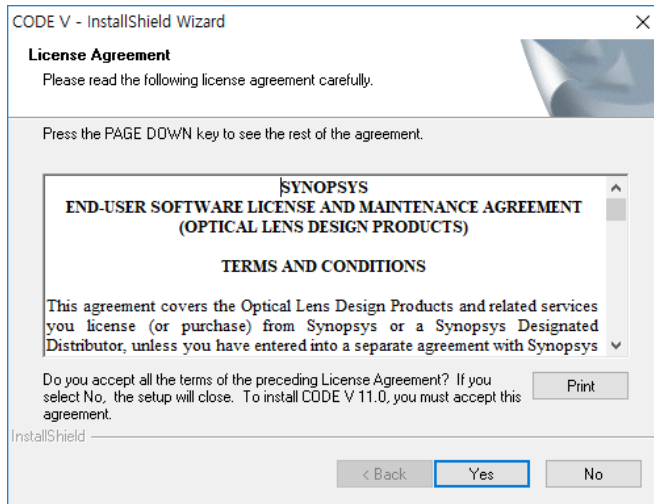 CODE V - InstallShield Wizard
License Agreement
Please read the following license agreement carefully.
Press the PAGE DOWN key to see the rest of the agreement.
SYNOPSYS
END-USER SOFTWARE LICENSE AND MAINTENANCE AGREEMENT
(OPTICAL LENS DESIGN PRODUCTS)
TERMS AND CONDITIONS
This agreement covers the Optical Lens Design Products and related services
you license (or purchase) from Synopsys or a Synopsys Designated
Distributor, unless you have entered into a separate agreement with Synopsys
Do you accept all the terms of the preceding License Agreement? If you
select No, the setup will close. To install CODE V 11.0, you must accept this
agreement.
Print
InstallShield
< Back
Yes
No